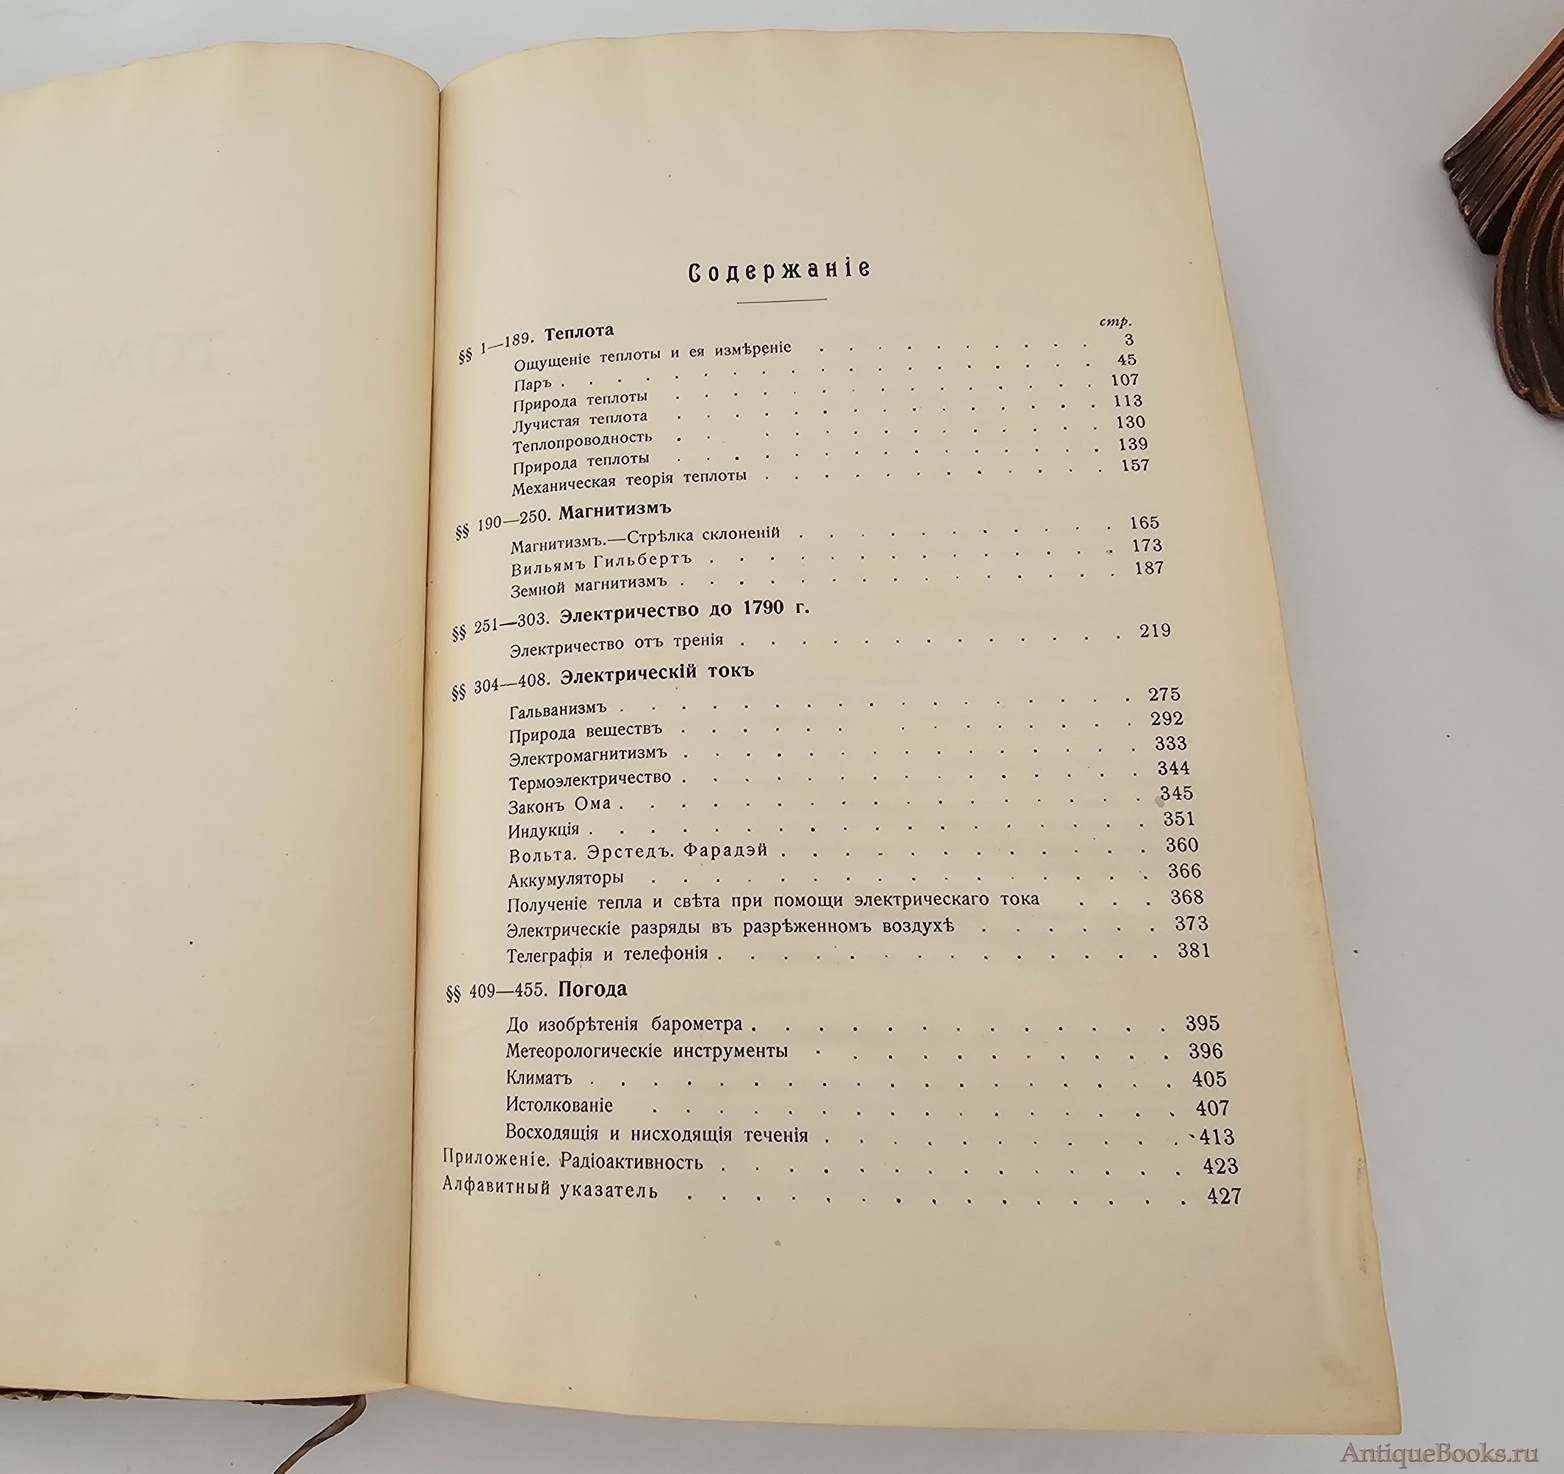 Содержаніе
стр.
§§ 1—189. Теплота
Ощущеніе теплоты и ея измѣреніе . . . . . . . . . . 3
Паръ . . . . . . . . . . . . . . . . . . . 45
Природа теплоты . . . . . . . . . . . . . . . 107
Лучистая теплота . . . . . . . . . . . . . . . 113
Теплопроводность . . . . . . . . . . . . . . 130
Природа теплоты . . . . . . . . . . . . . . . 139
Механическая теорія теплоты . . . . . . . . . . . . 157
§§ 190—250. Магнитизмъ
Магнитизмъ.—Стрѣлка склоненій . . . . . . . . . . . 165
Вильямъ Гильбертъ . . . . . . . . . . . . . . 173
Земной магнитизмъ . . . . . . . . . . . . . . . 187
§§ 251—303. Электричество до 1790 г.
Электричество отъ тренія . . . . . . . . . . . . . 219
§§ 304—408. Электрическій токъ
Гальванизмъ . . . . . . . . . . . . . . . . . 275
Природа веществъ . . . . . . . . . . . . . . 292
Электромагнитизмъ . . . . . . . . . . . . . . . 333
Термоэлектричество . . . . . . . . . . . . . . . 344
Законъ Ома . . . . . . . . . . . . . . . . . 345
Индукція . . . . . . . . . . . . . . . . . . 351
Вольта. Эрстедъ. Фарадэй . . . . . . . . . . . . 360
Аккумуляторы . . . . . . . . . . . . . . . . 366
Полученіе тепла и свѣта при помощи электрическаго тока . . . 368
Электрическіе разряды въ разрѣженномъ воздухѣ . . . . . . 373
Телеграфія и телефонія . . . . . . . . . . . . . . 381
§§ 409—455. Погода
До изобрѣтенія барометра . . . . . . . . . . . . . 395
Метеорологическіе инструменты . . . . . . . . . . . 396
Климатъ . . . . . . . . . . . . . . . . . . 405
Истолкованіе . . . . . . . . . . . . . . . . 407
Восходящія и нисходящія теченія . . . . . . . . . . . 413
Приложеніе. Радіоактивность . . . . . . . . . . . . . . 423
Алфавитный указатель . . . . . . . . . . . . . . . 427
AntiqueBooks.ru